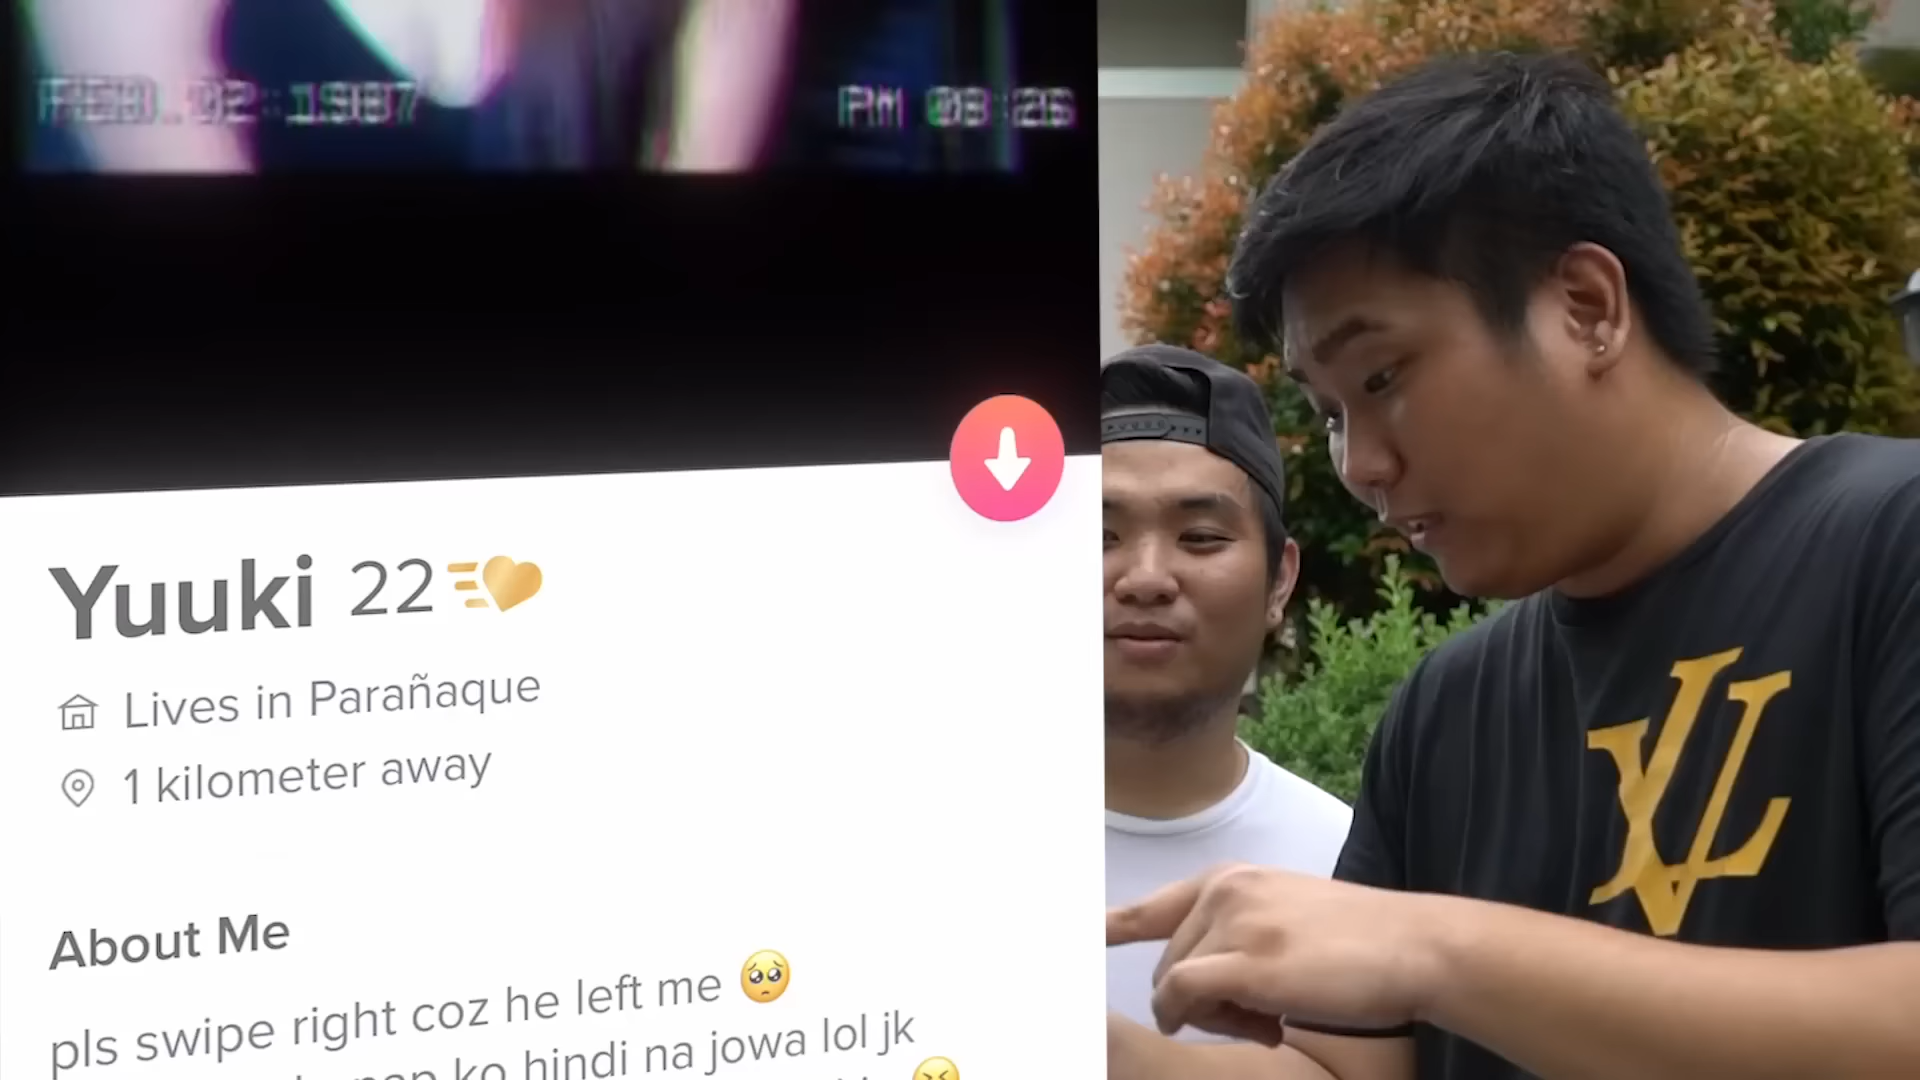 FEB. 02 1987
PM 08:26
Yuuki 22
Lives in Parañaque
1 kilometer away
About Me
pls swipe right coz he left me 🥺
ko hindi na jowa lol jk